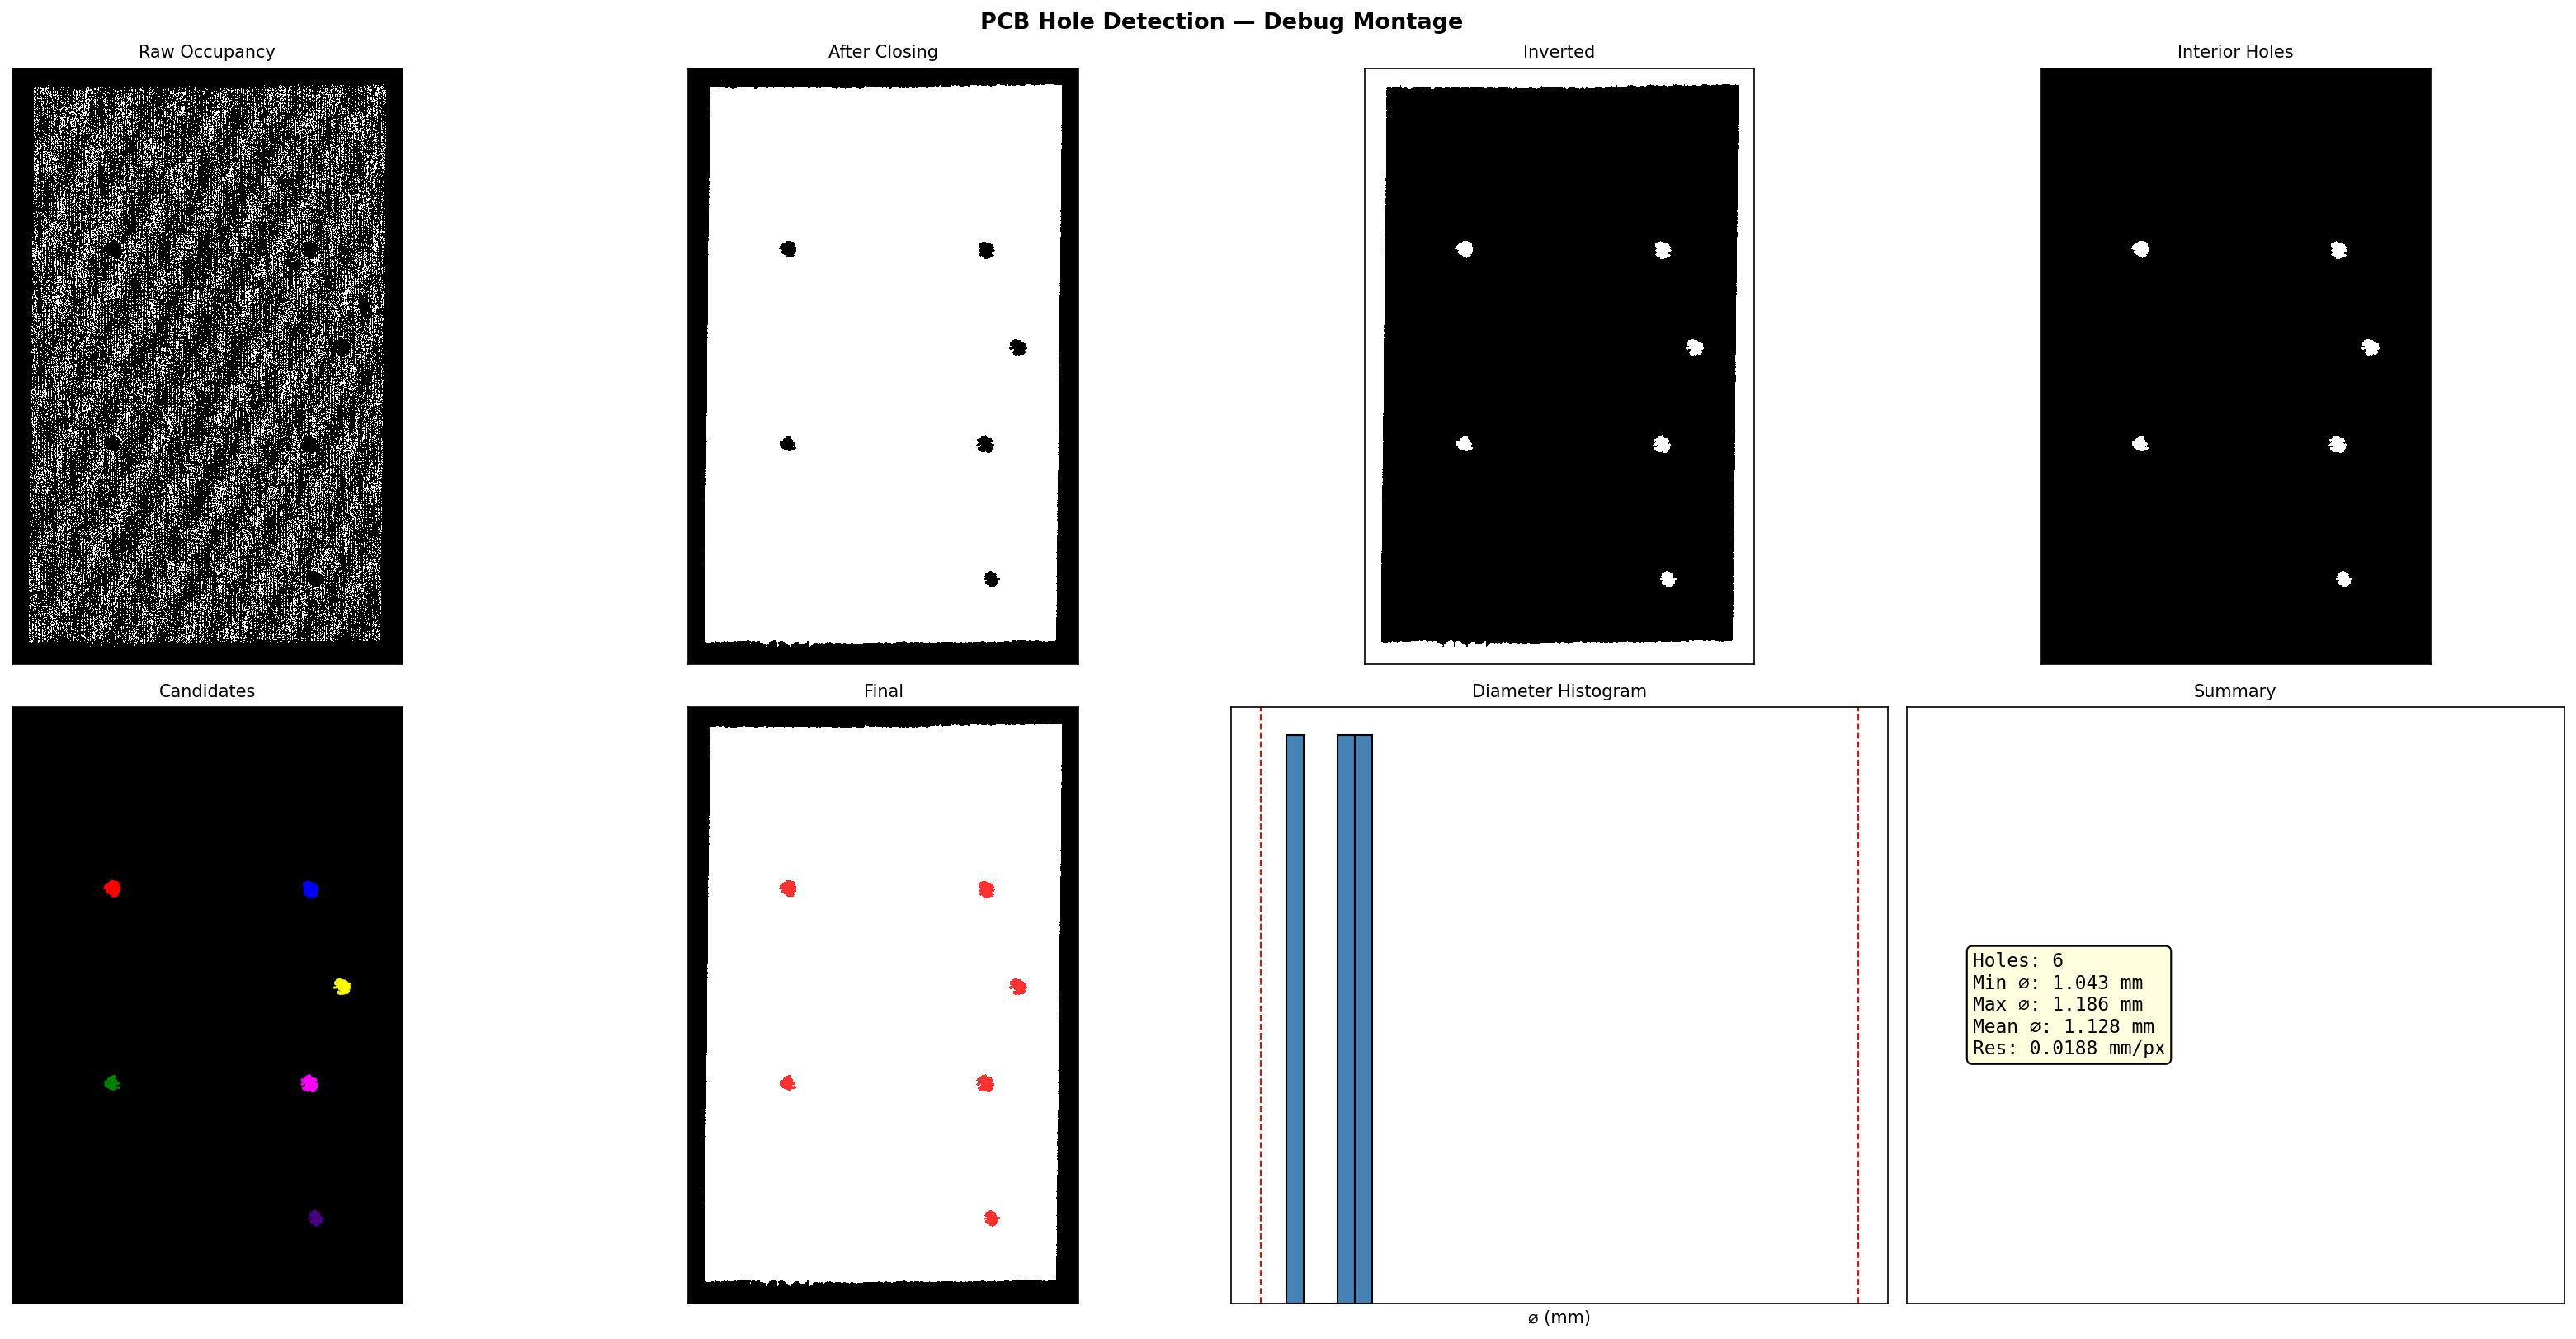 PCB Hole Detection — Debug Montage
Raw Occupancy
After Closing
Inverted
Interior Holes
Candidates
Final
Diameter Histogram
Summary
Holes: 6
Min ⌀: 1.043 mm
Max ⌀: 1.186 mm
Mean ⌀: 1.128 mm
Res: 0.0188 mm/px
⌀ (mm)